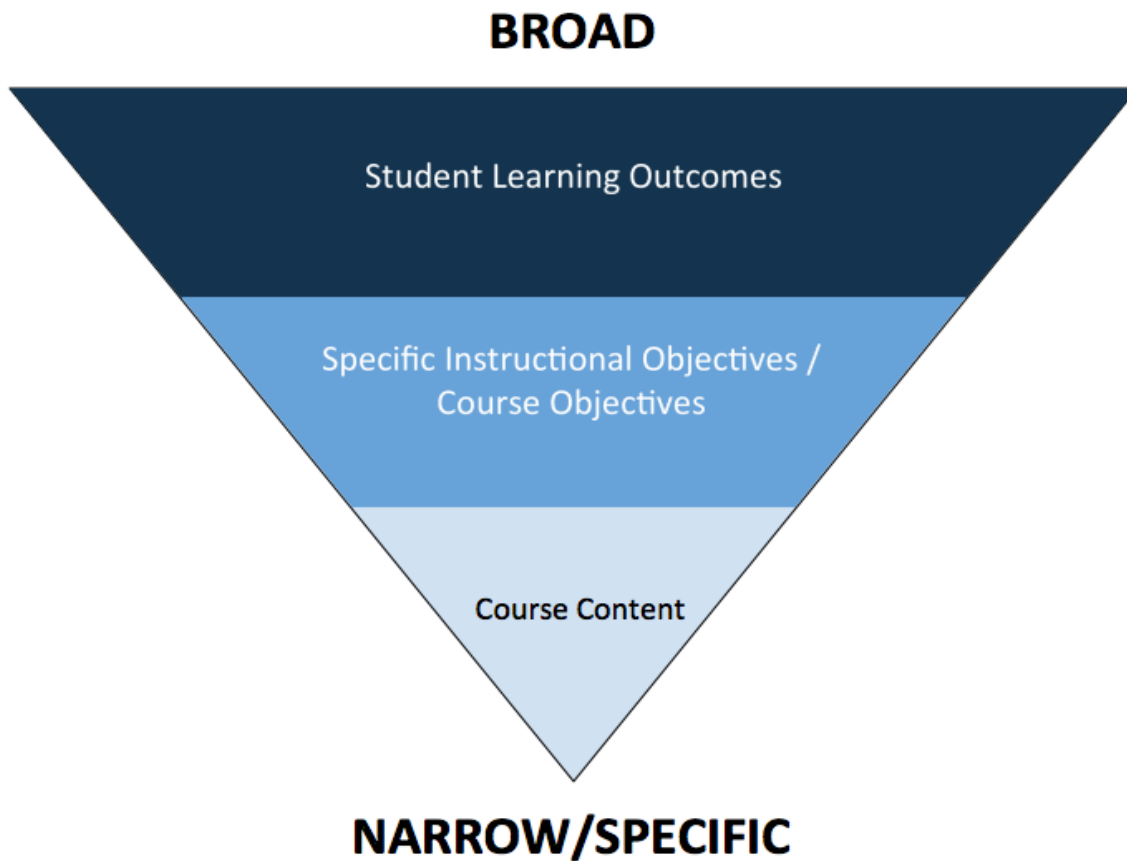 BROAD
Student Learning Outcomes
Specific Instructional Objectives /
Course Objectives
Course Content
NARROW/SPECIFIC